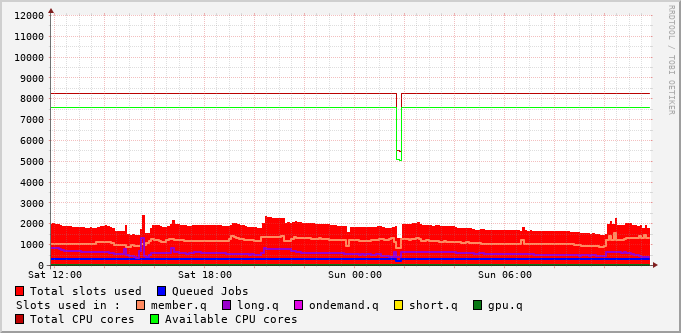 12000
11000
10000
9000
8000
7000
6000
5000
4000
3000
2000
1000
0
Sat 12:00 Sat 18:00 Sun 00:00 Sun 06:00
Total slots used Queued Jobs
Slots used in : member.q long.q ondemand.q short.q gpu.q
Total CPU cores Available CPU cores
RRDTOOL / TOBI OETIKER